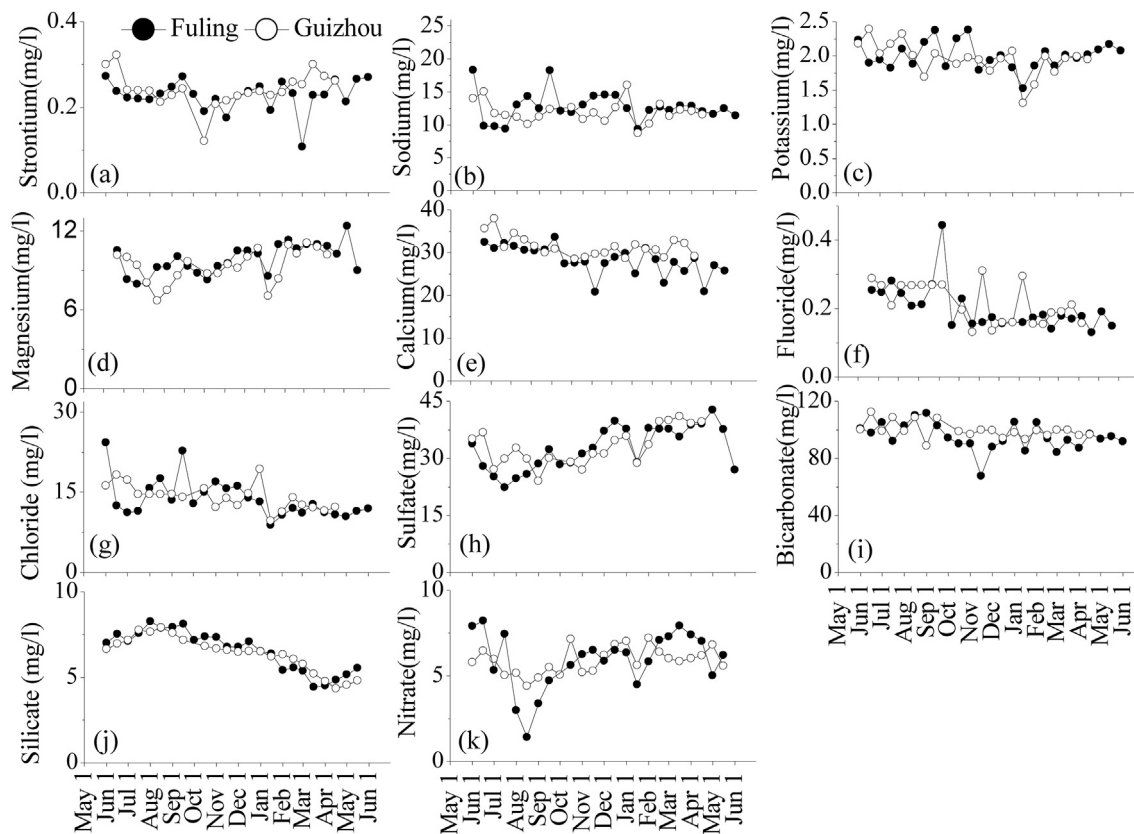 Fuling Guizhou
Strontium(mg/l)
0.4
0.2
0.0
(a)
Sodium(mg/l)
25
20
15
10
5
0
(b)
Potassium(mg/l)
2.5
2.0
1.5
1.0
0.5
0.0
(c)
Magnesium(mg/l)
12
9
6
3
0
(d)
Calcium(mg/l)
40
30
20
10
0
(e)
Fluoride(mg/l)
0.4
0.2
0.0
(f)
Chloride (mg/l)
30
15
0
(g)
Sulfate(mg/l)
45
30
15
0
(h)
Bicarbonate(mg/l)
120
80
40
0
(i)
Silicate (mg/l)
10
5
0
(j)
Nitrate(mg/l)
10
5
0
(k)
May 1
Jun 1
Jul 1
Aug 1
Sep 1
Oct 1
Nov 1
Dec 1
Jan 1
Feb 1
Mar 1
Apr 1
May 1
Jun 1
May 1
Jun 1
Jul 1
Aug 1
Sep 1
Oct 1
Nov 1
Dec 1
Jan 1
Feb 1
Mar 1
Apr 1
May 1
Jun 1
May 1
Jun 1
Jul 1
Aug 1
Sep 1
Oct 1
Nov 1
Dec 1
Jan 1
Feb 1
Mar 1
Apr 1
May 1
Jun 1